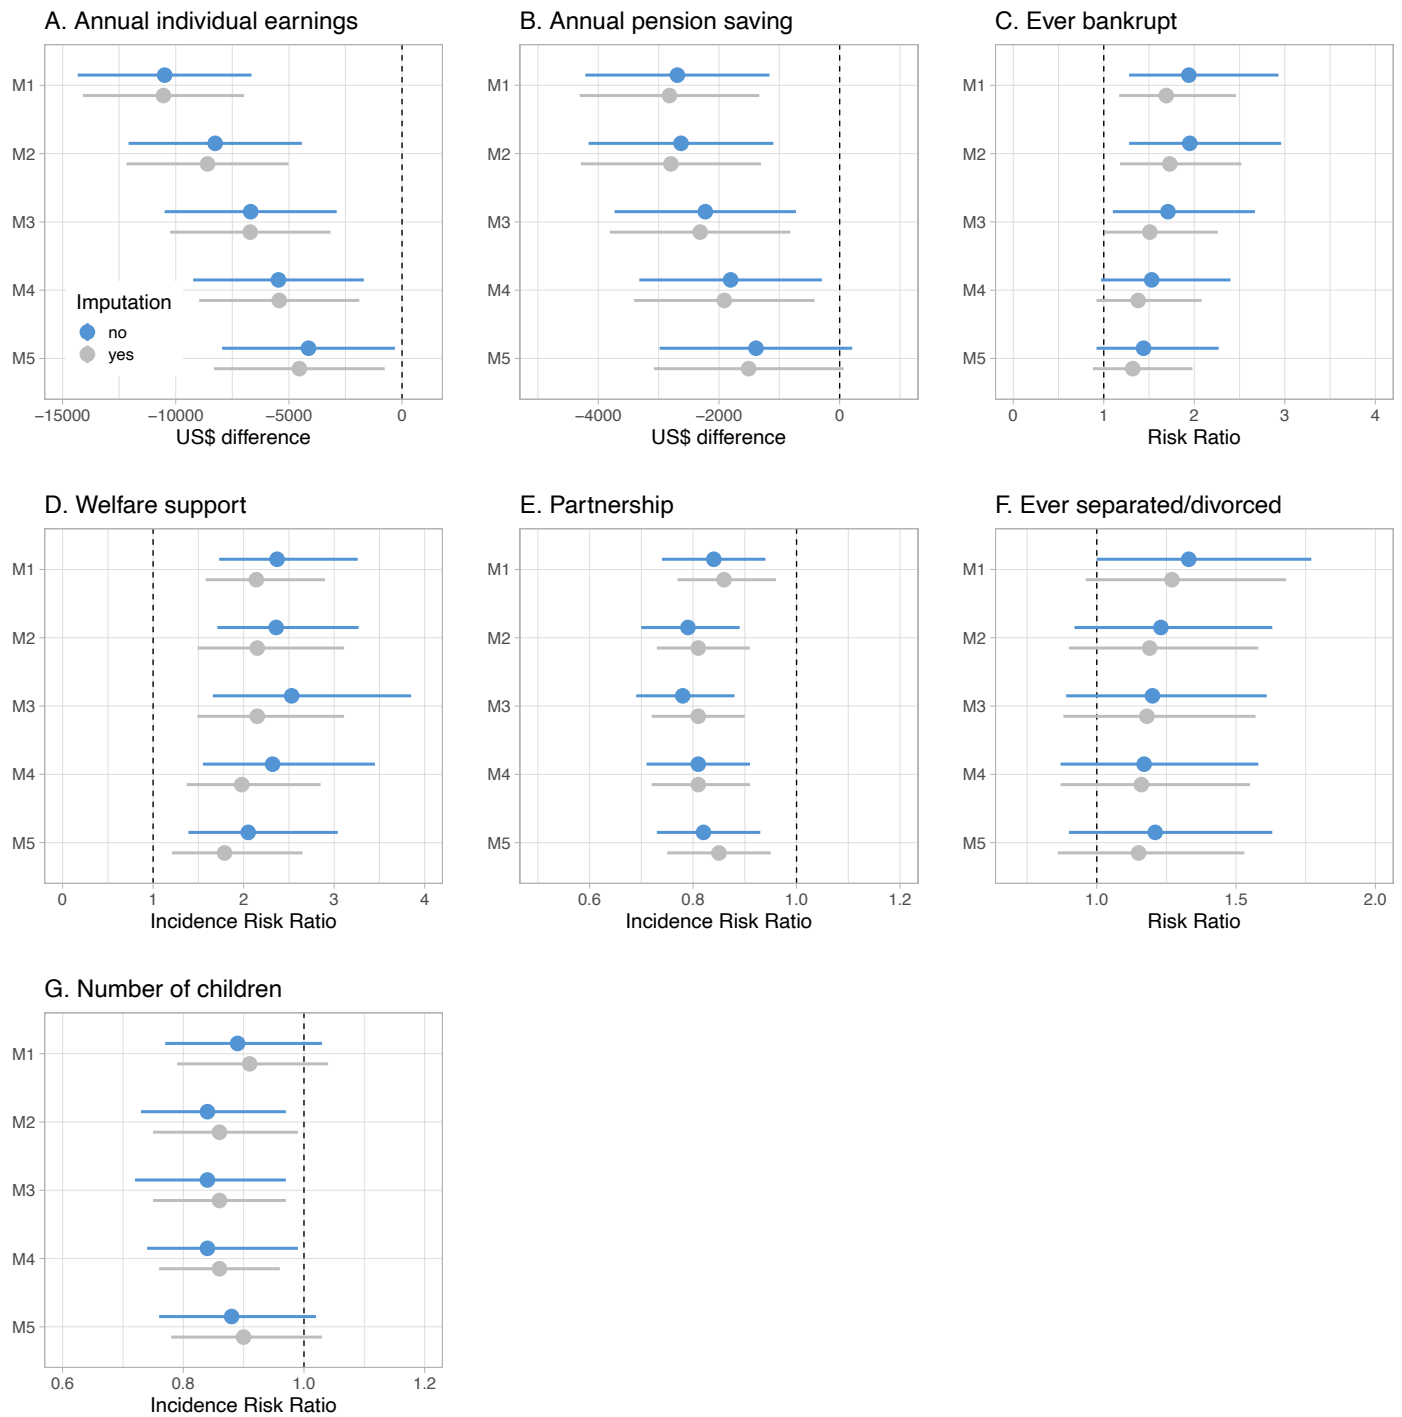 A. Annual individual earnings
M1
M2
M3
M4
M5
Imputation
no
yes
−15000 −10000 −5000 0
US$ difference
B. Annual pension saving
M1
M2
M3
M4
M5
−4000 −2000 0
US$ difference
C. Ever bankrupt
M1
M2
M3
M4
M5
0 1 2 3 4
Risk Ratio
D. Welfare support
M1
M2
M3
M4
M5
0 1 2 3 4
Incidence Risk Ratio
E. Partnership
M1
M2
M3
M4
M5
0.6 0.8 1.0 1.2
Incidence Risk Ratio
F. Ever separated/divorced
M1
M2
M3
M4
M5
1.0 1.5 2.0
Risk Ratio
G. Number of children
M1
M2
M3
M4
M5
0.6 0.8 1.0 1.2
Incidence Risk Ratio